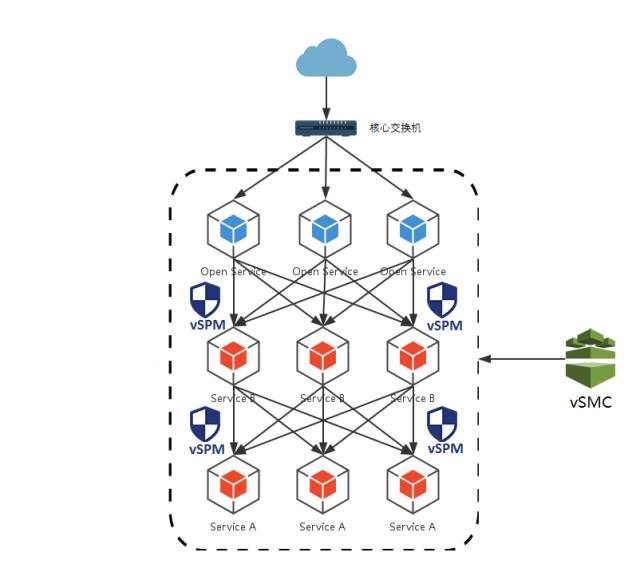 核心交换机
Open Service Open Service Open Service
vSPM vSPM
Service B Service B Service B
vSMC
vSPM vSPM
Service A Service A Service A